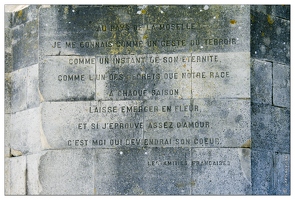 AU PAYS DE LA MOSELLE
JE ME CONNAIS COMME UN GESTE DU TERROIR,
COMME UN INSTANT DE SON ETERNITÉ,
COMME L'UN DES SECRETS QUE NOTRE RACE
A CHAQUE SAISON
LAISSE EMERGER EN FLEUR,
ET SI J'EPROUVE ASSEZ D'AMOUR
C'EST MOI QUI DEVIENDRAI SON COEUR.
LES AMITIES FRANÇAISES